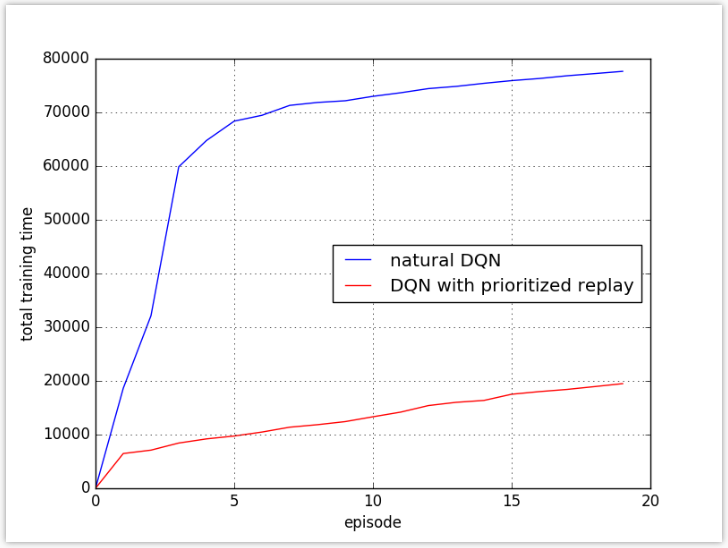 80000
70000
60000
50000
40000
30000
20000
10000
0
total training time
natural DQN
DQN with prioritized replay
0 5 10 15 20
episode